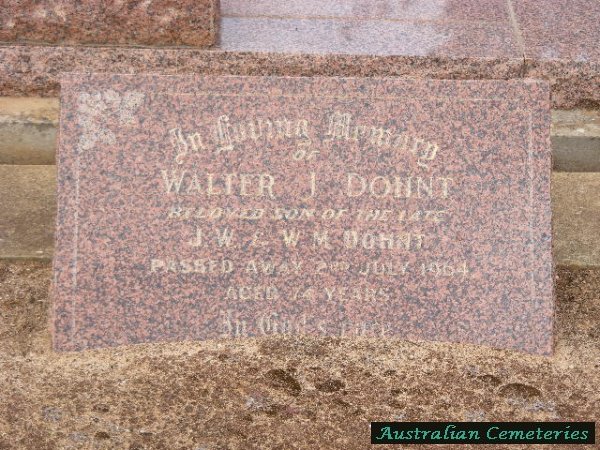 In Loving Memory
OF
WALTER J. DOHNT
BELOVED SON OF THE LATE
J.W. & W.M. DOHNT
PASSED AWAY 2ND JULY 1964
AGED 74 YEARS
In God's care
Australian Cemeteries